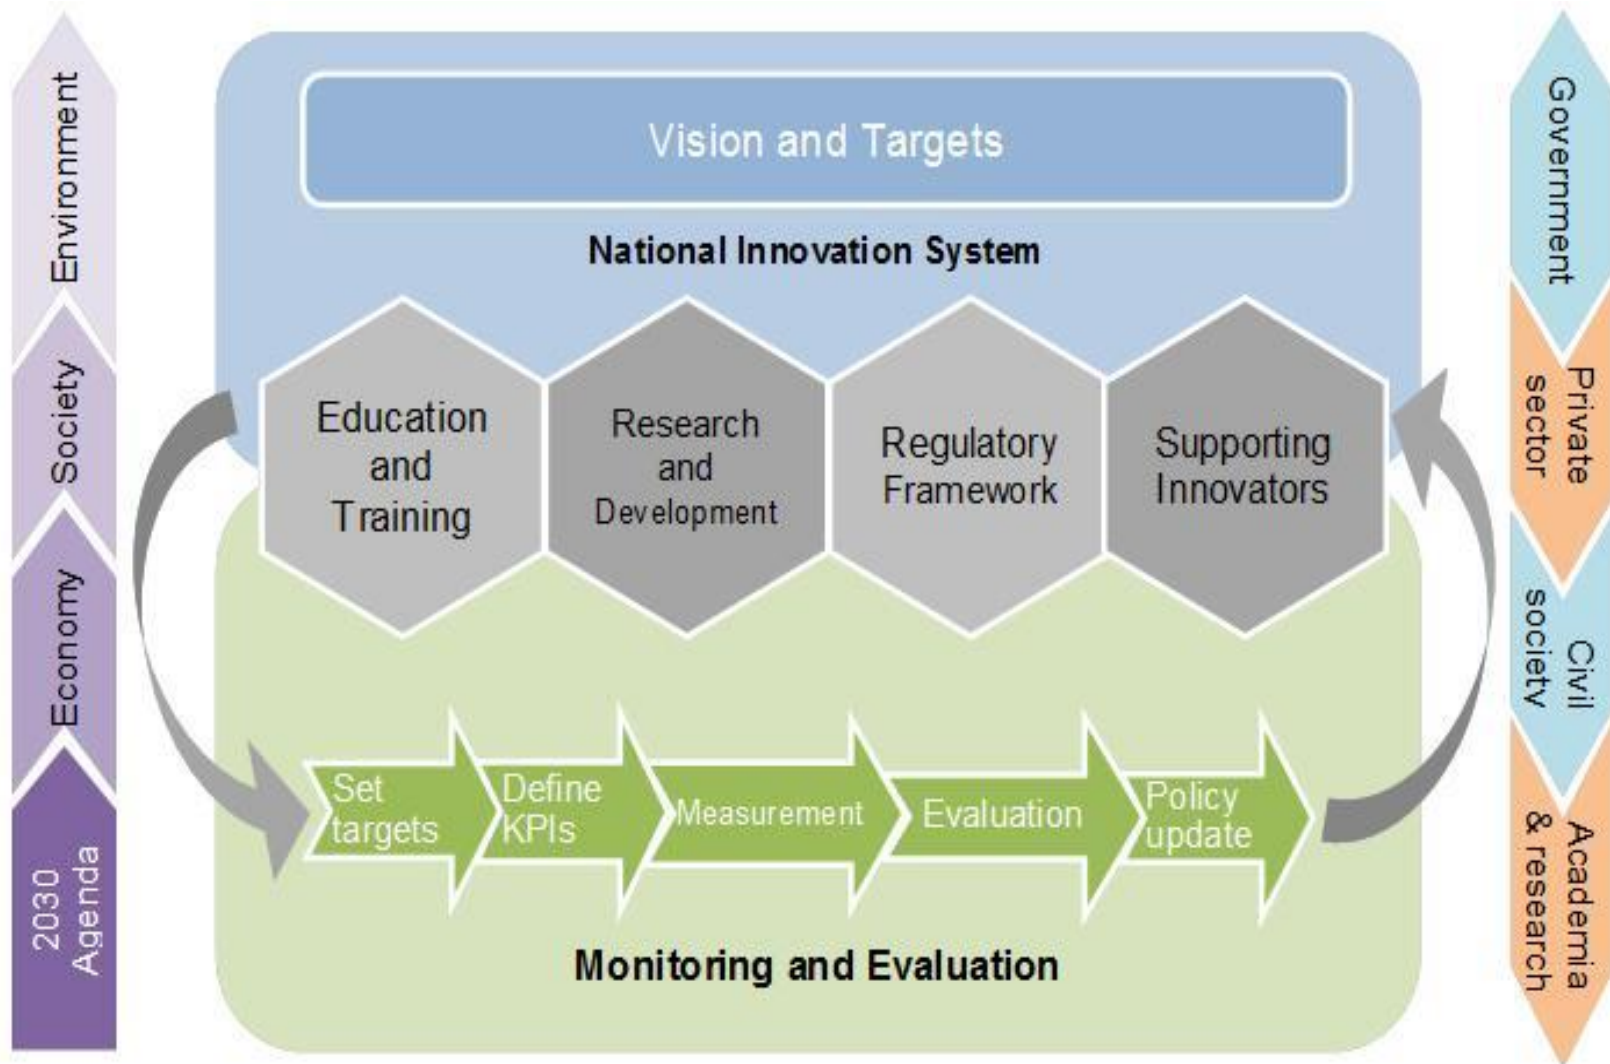 Environment
Society
Economy
2030
Agenda
Vision and Targets
National Innovation System
Education
and
Training
Research
and
Development
Regulatory
Framework
Supporting
Innovators
Set
targets
Define
KPIs
Measurement
Evaluation
Policy
update
Monitoring and Evaluation
Government
Private
sector
Civil
society
Academia
& research